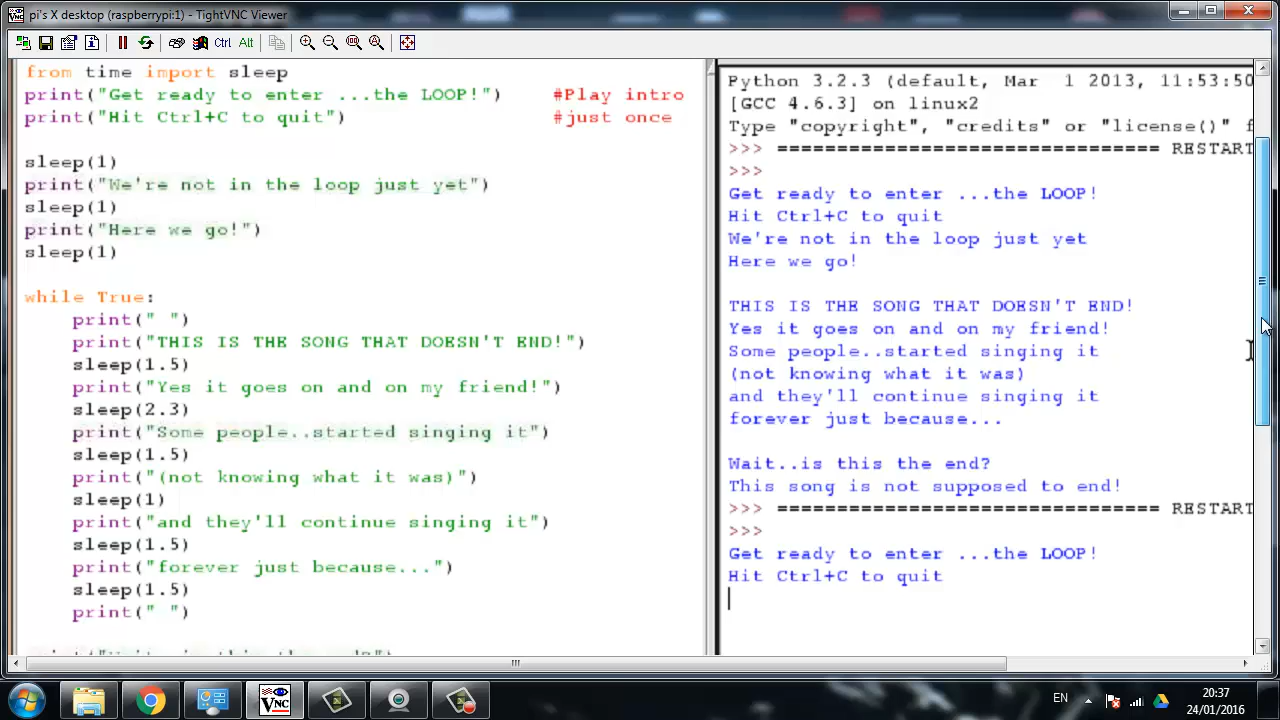 pi's X desktop (raspberrypi:1) - TightVNC Viewer
Ctrl Alt
from time import sleep
print("Get ready to enter ...the LOOP!") #Play intro
print("Hit Ctrl+C to quit") #just once
sleep(1)
print("We're not in the loop just yet")
sleep(1)
print("Here we go!")
sleep(1)
while True:
print(" ")
print("THIS IS THE SONG THAT DOESN'T END!")
sleep(1.5)
print("Yes it goes on and on my friend!")
sleep(2.3)
print("Some people..started singing it")
sleep(1.5)
print("(not knowing what it was)")
sleep(1)
print("and they'll continue singing it")
sleep(1.5)
print("forever just because...")
sleep(1.5)
print(" ")
Python 3.2.3 (default, Mar 1 2013, 11:53:50
[GCC 4.6.3] on linux2
Type "copyright", "credits" or "license()" f
>>> ================================ RESTART
>>>
Get ready to enter ...the LOOP!
Hit Ctrl+C to quit
We're not in the loop just yet
Here we go!
THIS IS THE SONG THAT DOESN'T END!
Yes it goes on and on my friend!
Some people..started singing it
(not knowing what it was)
and they'll continue singing it
forever just because...
Wait..is this the end?
This song is not supposed to end!
>>> ================================ RESTART
>>>
Get ready to enter ...the LOOP!
Hit Ctrl+C to quit
VNC
EN
20:37
24/01/2016